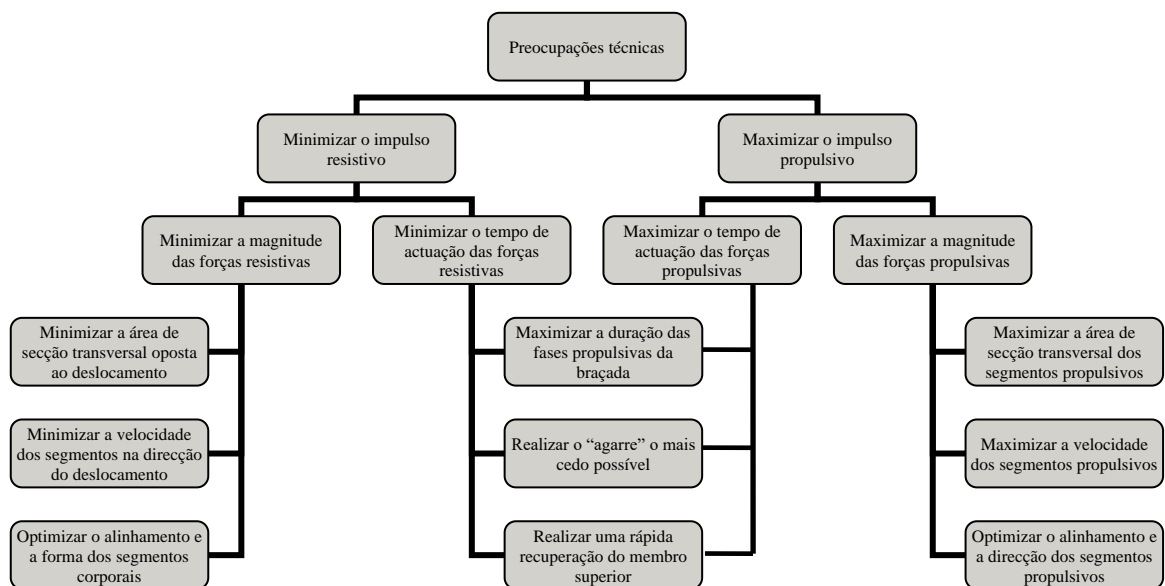 Preocupações técnicas
Minimizar o impulso
resistivo
Maximizar o impulso
propulsivo
Minimizar a magnitude
das forças resistivas
Minimizar o tempo de
actuação das forças
resistivas
Maximizar o tempo de
actuação das forças
propulsivas
Maximizar a magnitude
das forças propulsivas
Minimizar a área de
secção transversal oposta
ao deslocamento
Maximizar a duração das
fases propulsivas da
braçada
Maximizar a área de
secção transversal dos
segmentos propulsivos
Minimizar a velocidade
dos segmentos na direcção
do deslocamento
Realizar o “agarre” o mais
cedo possível
Maximizar a velocidade
dos segmentos propulsivos
Optimizar o alinhamento e
a forma dos segmentos
corporais
Realizar uma rápida
recuperação do membro
superior
Optimizar o alinhamento e
a direcção dos segmentos
propulsivos